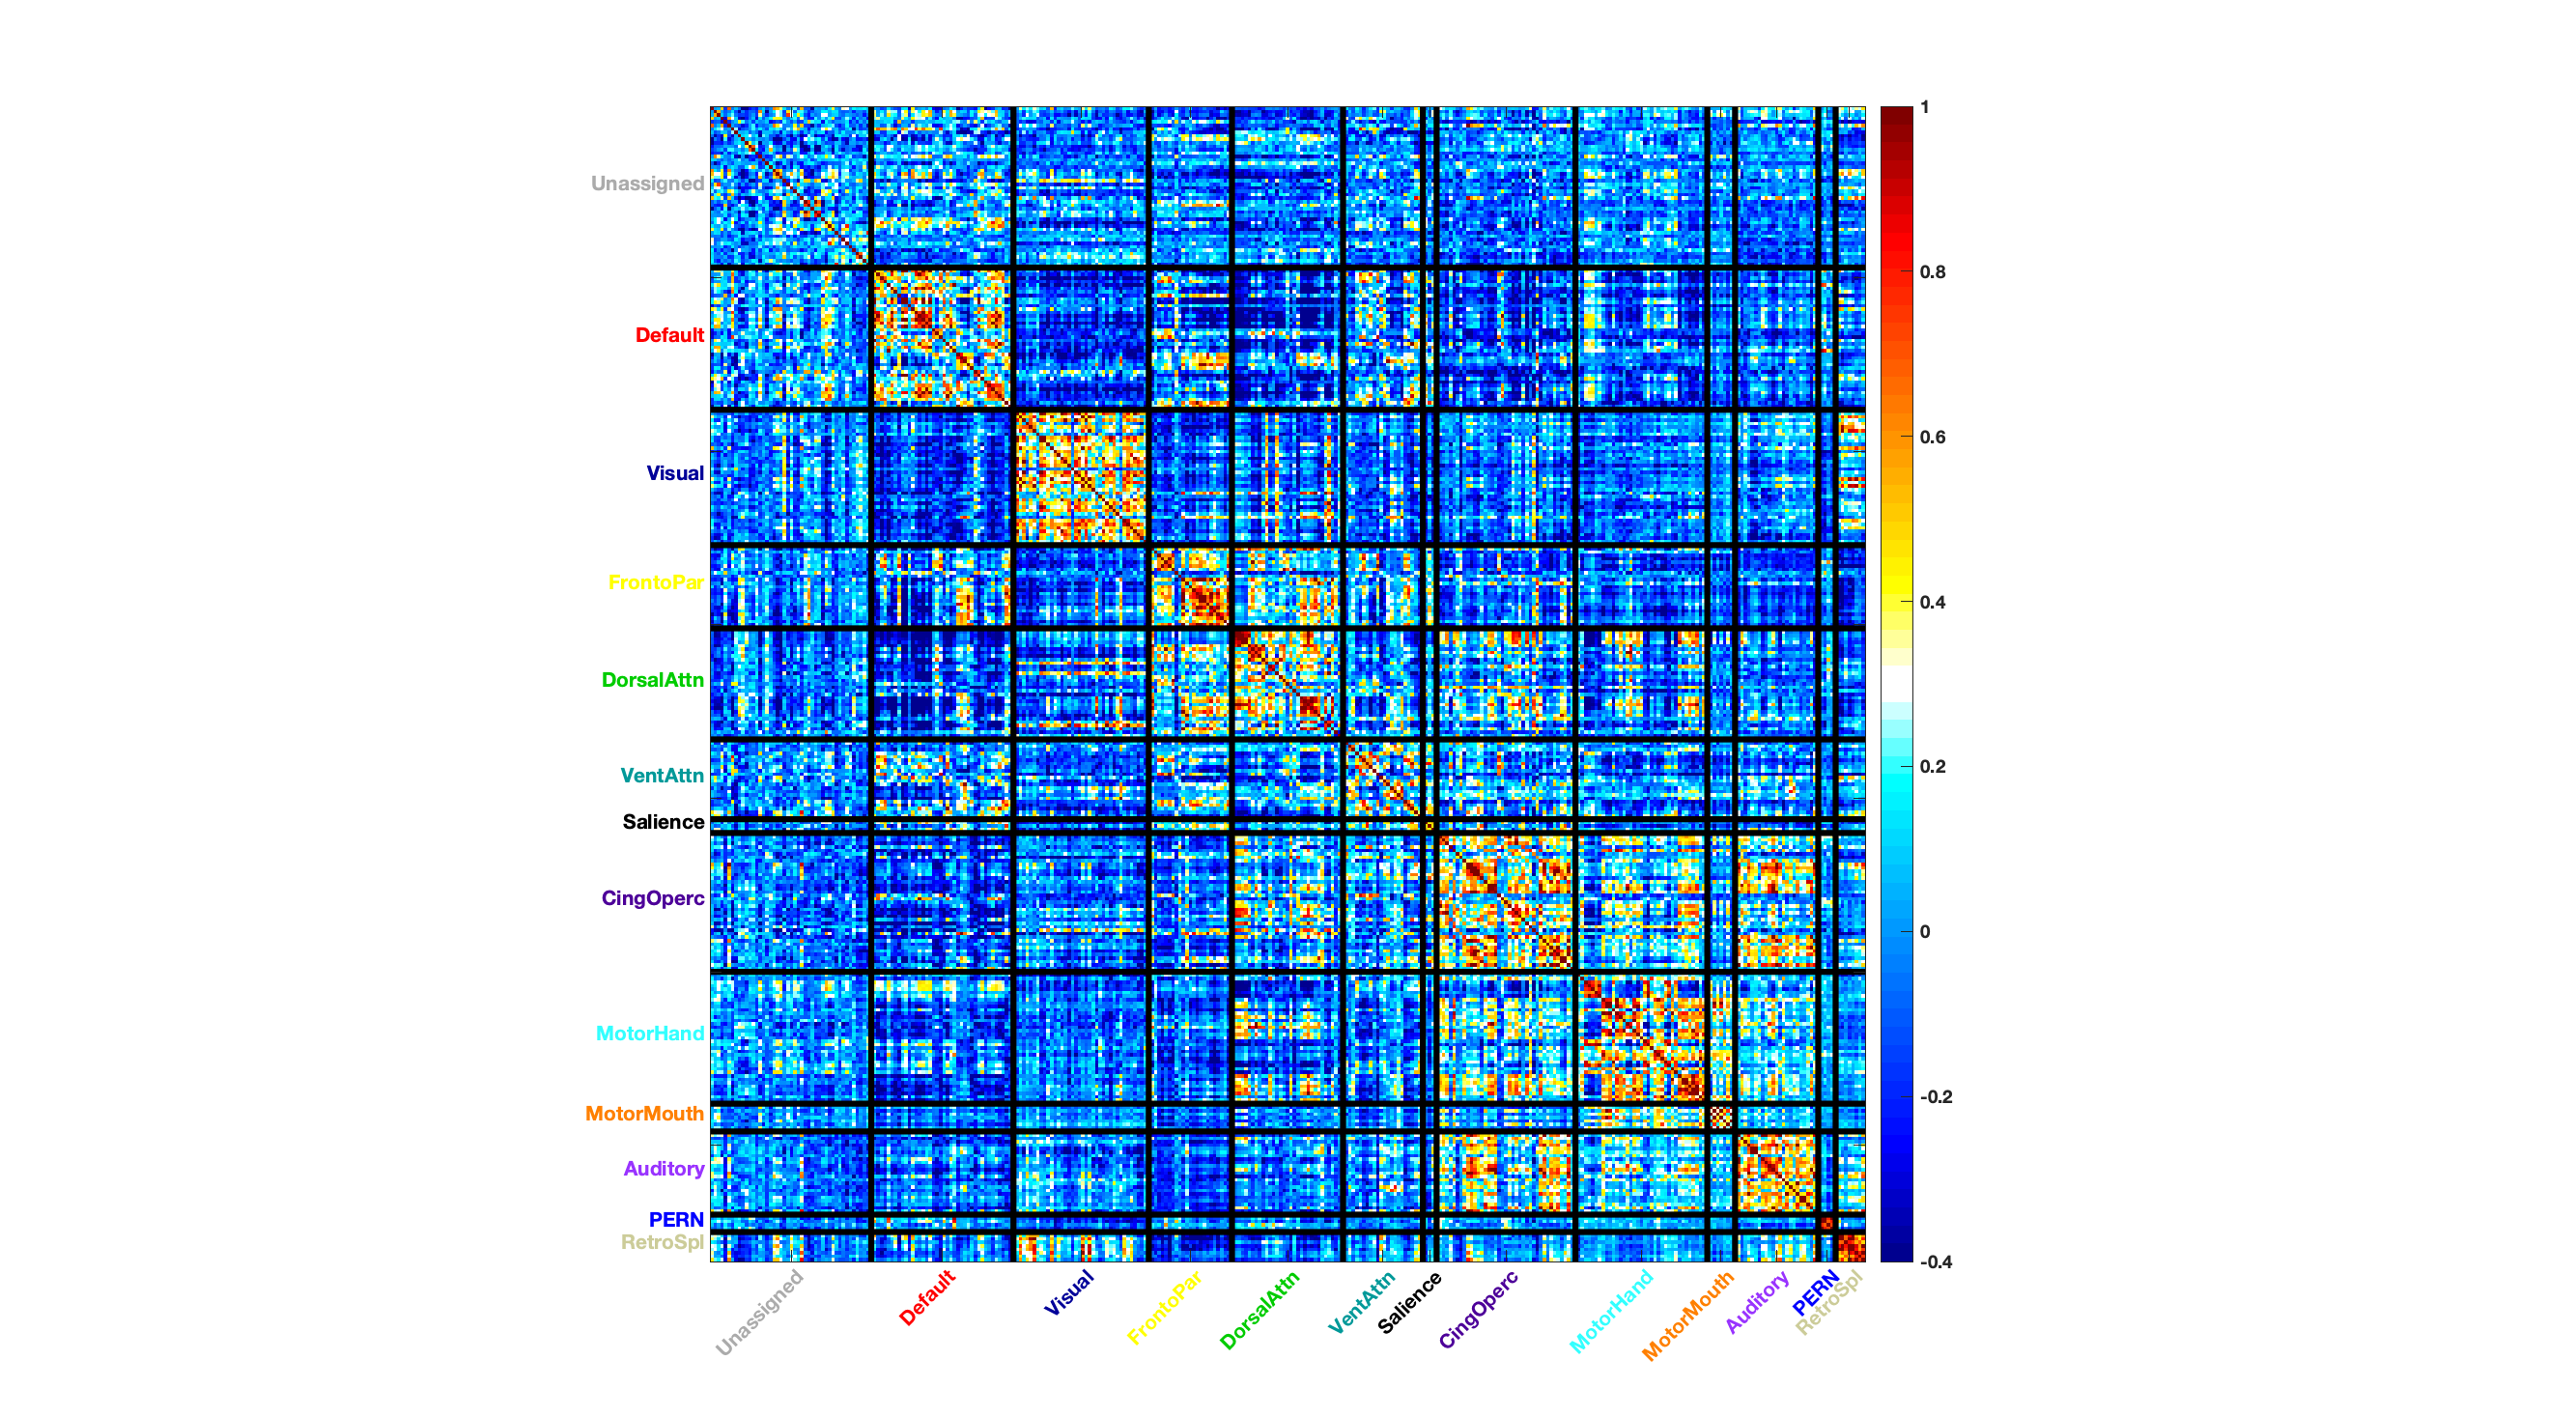 Unassigned
Default
Visual
FrontoPar
DorsalAttn
VentAttn
Salience
CingOperc
MotorHand
MotorMouth
Auditory
PERN
RetroSpl
Unassigned
Default
Visual
FrontoPar
DorsalAttn
VentAttn
Salience
CingOperc
MotorHand
MotorMouth
Auditory
PERN
RetroSpl
1
0.8
0.6
0.4
0.2
0
-0.2
-0.4